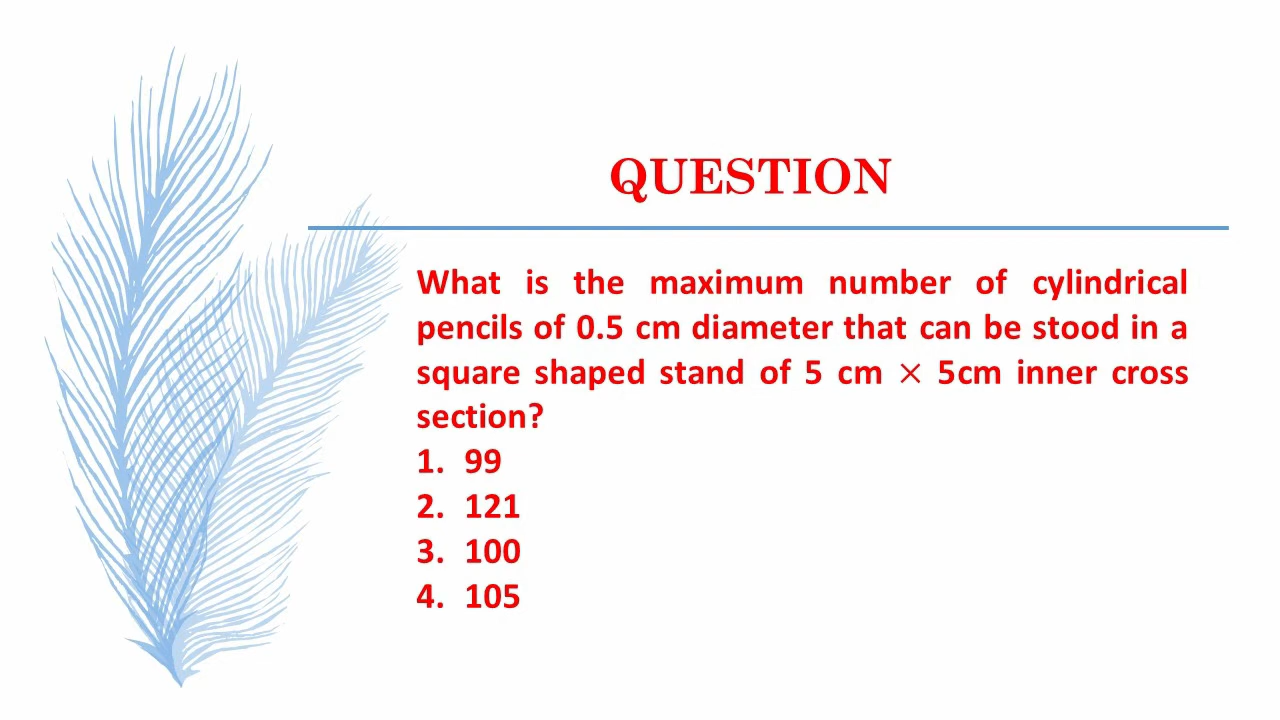 QUESTION
What is the maximum number of cylindrical
pencils of 0.5 cm diameter that can be stood in a
square shaped stand of 5 cm × 5cm inner cross
section?
1. 99
2. 121
3. 100
4. 105